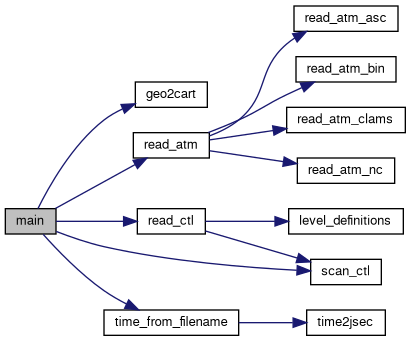 read_atm_asc
read_atm_bin
geo2cart
read_atm_clams
read_atm
read_atm_nc
main
read_ctl
level_definitions
scan_ctl
time_from_filename
time2jsec